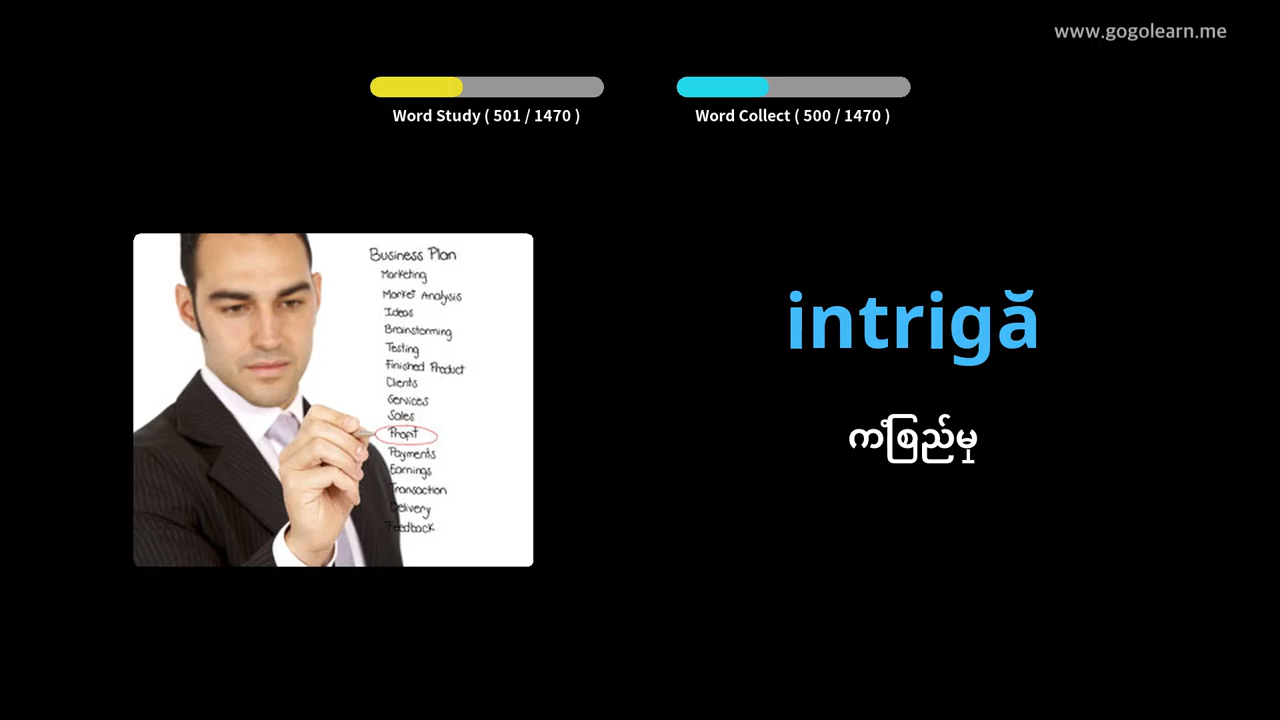 www.gogolearn.me
Word Study ( 501 / 1470 )
Word Collect ( 500 / 1470 )
Business Plan
Marketing
Market Analysis
Ideas
Brainstorming
Testing
Finished Product
Clients
Services
Sales
Profit
Payments
Earnings
Transaction
Delivery
Feedback
intrigă
ကံစြည်မှု